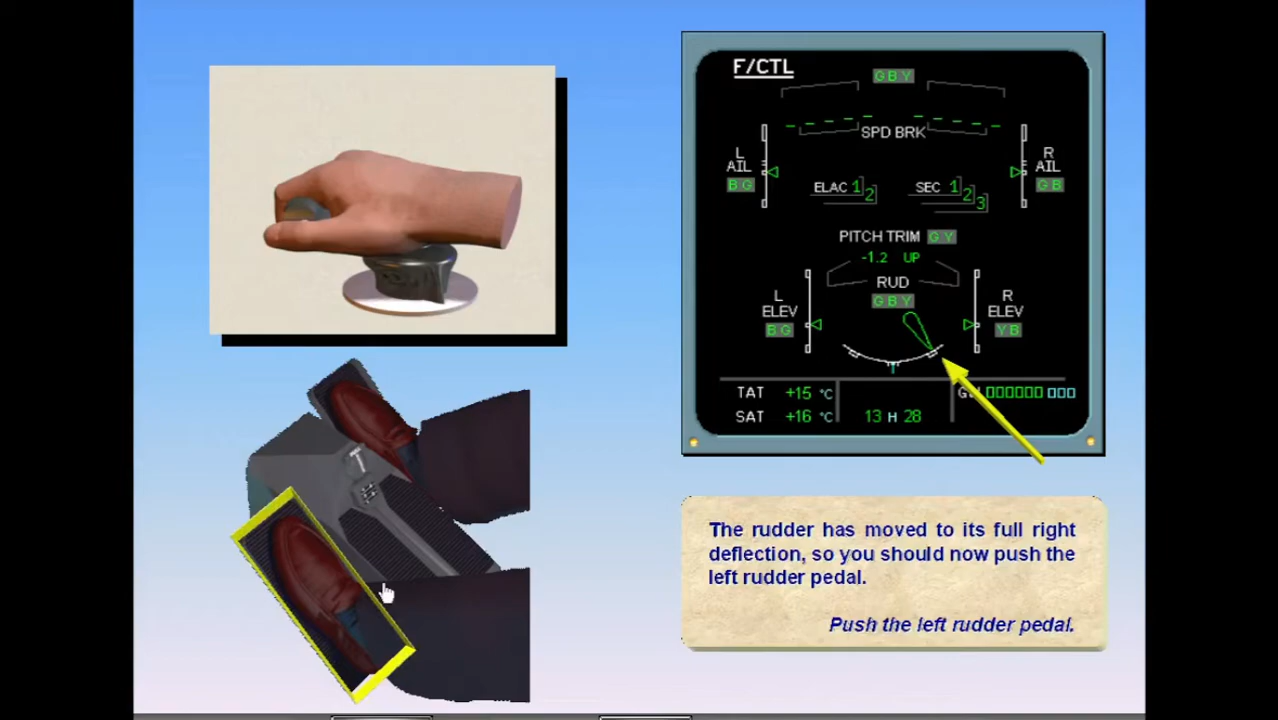 F/CTL
G B Y
SPD BRK
L
AIL
B G
R
AIL
G B
ELAC 1 2
SEC 1 2 3
PITCH TRIM G Y
-1.2 UP
RUD
G B Y
L
ELEV
B G
R
ELEV
Y B
TAT +15 °C
SAT +16 °C
13 H 28
The rudder has moved to its full right
deflection, so you should now push the
left rudder pedal.
Push the left rudder pedal.